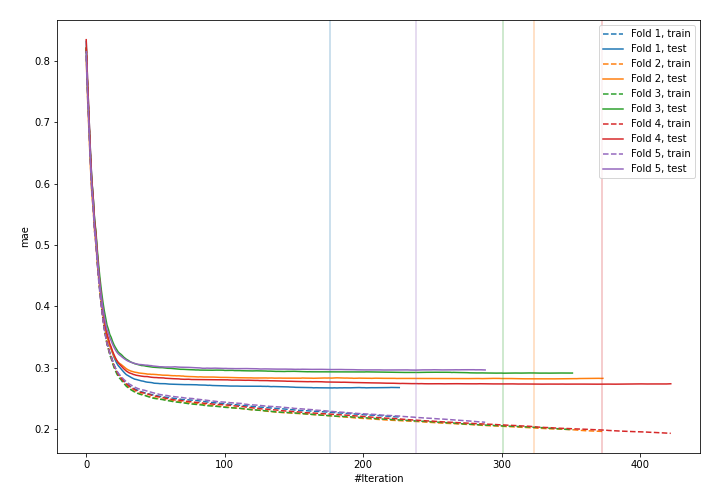 Fold 1, train
Fold 1, test
Fold 2, train
Fold 2, test
Fold 3, train
Fold 3, test
Fold 4, train
Fold 4, test
Fold 5, train
Fold 5, test
mae
0.8
0.7
0.6
0.5
0.4
0.3
0.2
0
100
200
300
400
#Iteration